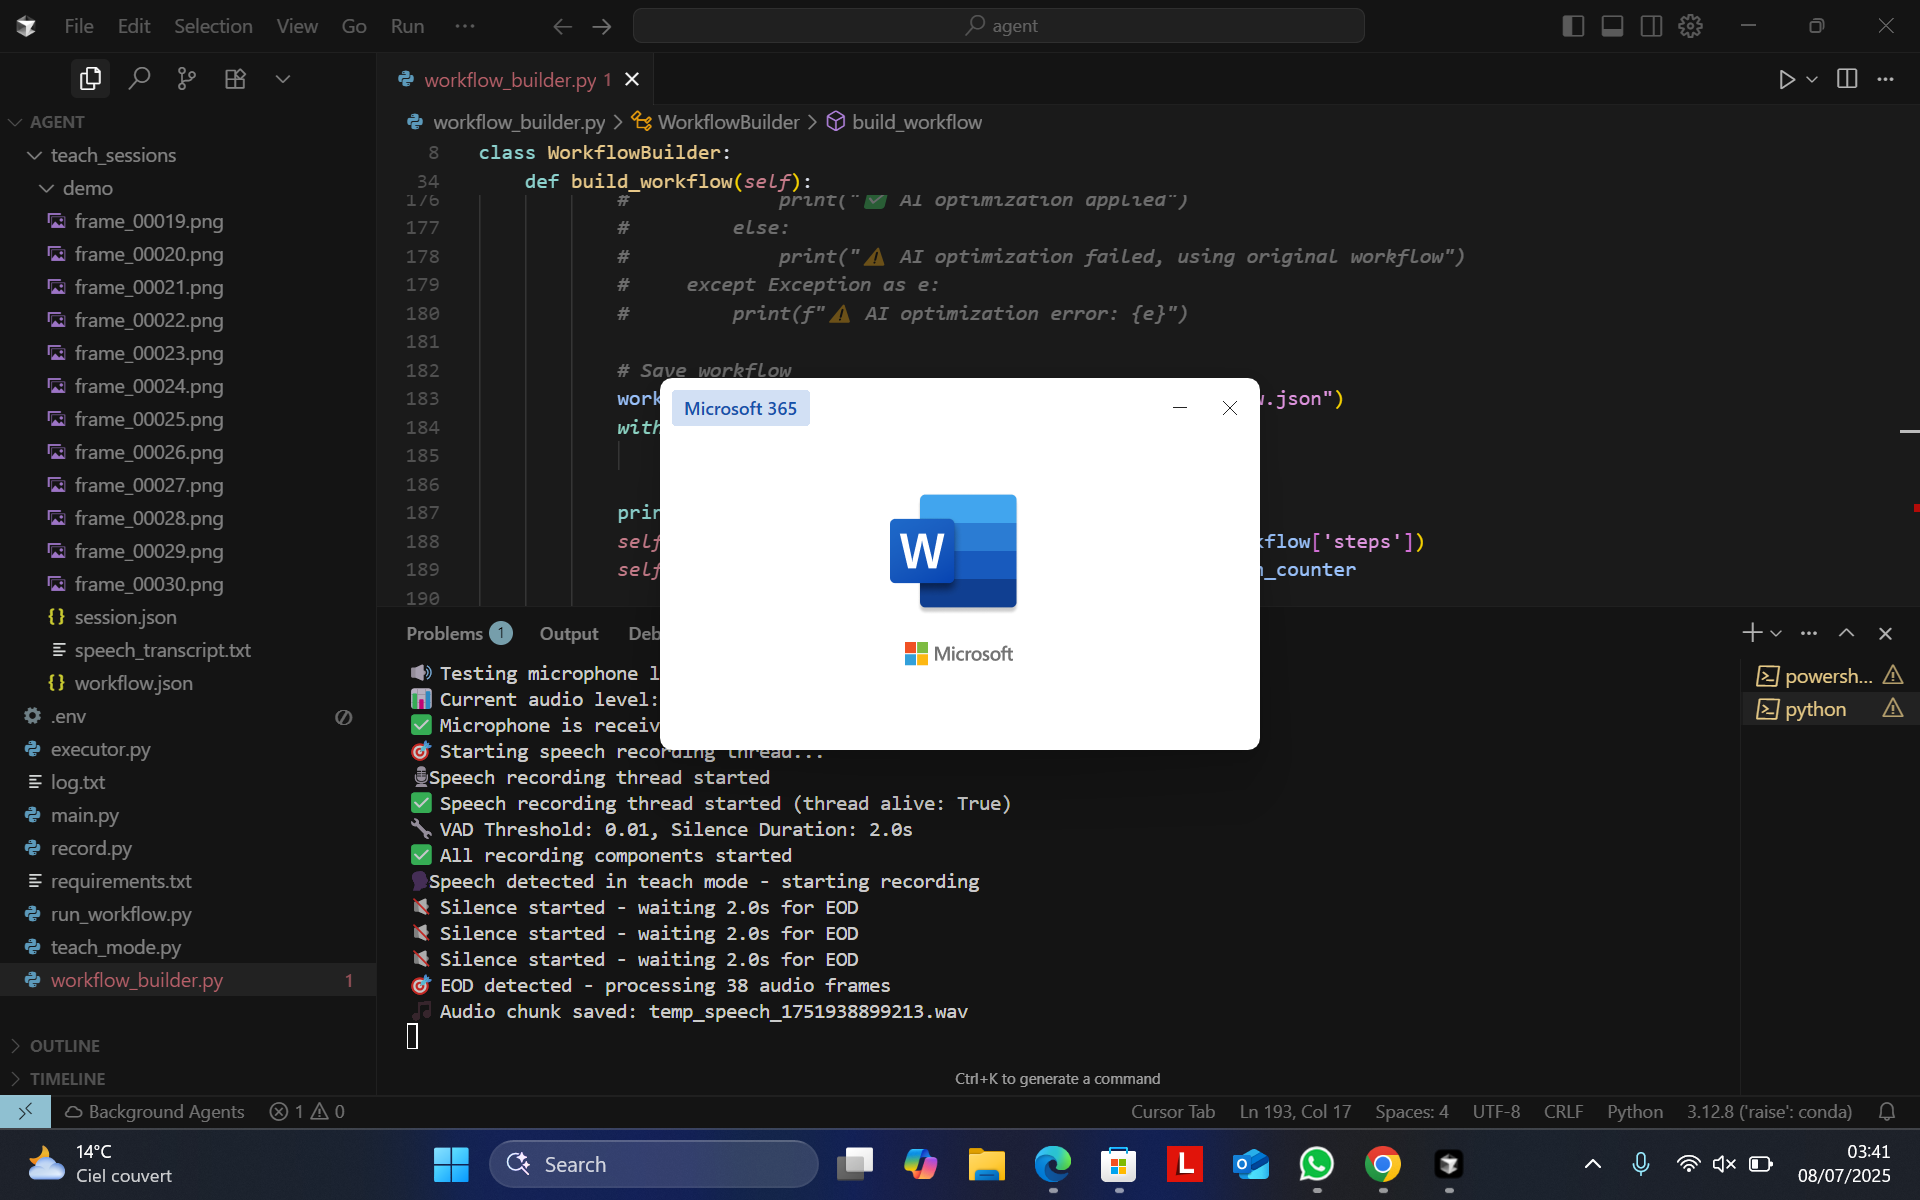 File Edit Selection View Go Run ···
agent
workflow_builder.py 1
AGENT
teach_sessions
demo
frame_00019.png
frame_00020.png
frame_00021.png
frame_00022.png
frame_00023.png
frame_00024.png
frame_00025.png
frame_00026.png
frame_00027.png
frame_00028.png
frame_00029.png
frame_00030.png
session.json
speech_transcript.txt
workflow.json
.env
executor.py
log.txt
main.py
record.py
requirements.txt
run_workflow.py
teach_mode.py
workflow_builder.py 1
OUTLINE
TIMELINE
workflow_builder.py > WorkflowBuilder > build_workflow
8 class WorkflowBuilder:
34 def build_workflow(self):
176 # print("✅ AI optimization applied")
177 # else:
178 # print("⚠️ AI optimization failed, using original workflow")
179 # except Exception as e:
180 # print(f"⚠️ AI optimization error: {e}")
181
182 # Save workflow
183 work .json")
184 with
185
186
187 prin
188 self kflow['steps'])
189 self _counter
190
Microsoft 365
W
Microsoft
Problems 1 Output Deb
🔊 Testing microphone l
📊 Current audio level:
✅ Microphone is receiv
🎯 Starting speech recording thread...
🎙️Speech recording thread started
✅ Speech recording thread started (thread alive: True)
🔧 VAD Threshold: 0.01, Silence Duration: 2.0s
✅ All recording components started
🗣️Speech detected in teach mode - starting recording
🔇 Silence started - waiting 2.0s for EOD
🔇 Silence started - waiting 2.0s for EOD
🔇 Silence started - waiting 2.0s for EOD
🎯 EOD detected - processing 38 audio frames
🎵 Audio chunk saved: temp_speech_1751938899213.wav
Ctrl+K to generate a command
powersh...
python
Background Agents 1 0
Cursor Tab Ln 193, Col 17 Spaces: 4 UTF-8 CRLF Python 3.12.8 ('raise': conda)
14°C
Ciel couvert
Search
L
03:41
08/07/2025